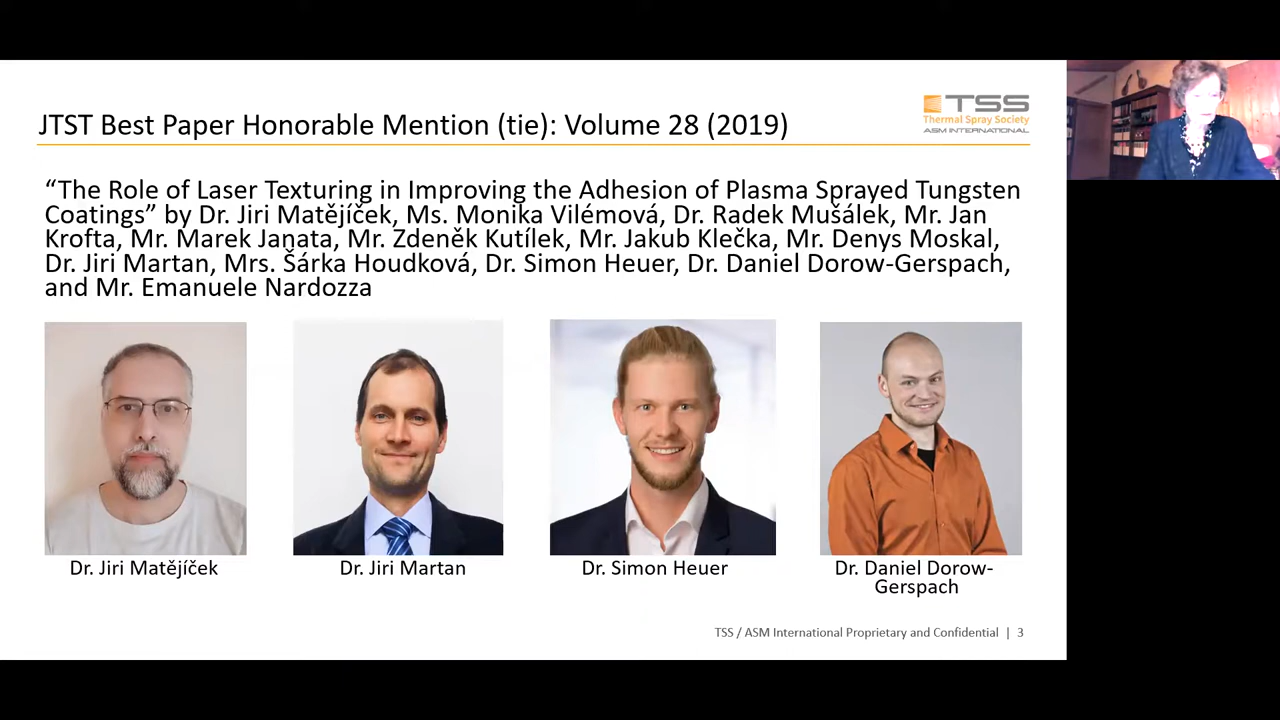 JTST Best Paper Honorable Mention (tie): Volume 28 (2019)
TSS
Thermal Spray Society
ASM INTERNATIONAL
“The Role of Laser Texturing in Improving the Adhesion of Plasma Sprayed Tungsten
Coatings” by Dr. Jiri Matějíček, Ms. Monika Vilémová, Dr. Radek Mušálek, Mr. Jan
Krofta, Mr. Marek Janata, Mr. Zdeněk Kutílek, Mr. Jakub Klečka, Mr. Denys Moskal,
Dr. Jiri Martan, Mrs. Šárka Houdková, Dr. Simon Heuer, Dr. Daniel Dorow-Gerspach,
and Mr. Emanuele Nardozza
Dr. Jiri Matějíček
Dr. Jiri Martan
Dr. Simon Heuer
Dr. Daniel Dorow-
Gerspach
TSS / ASM International Proprietary and Confidential | 3